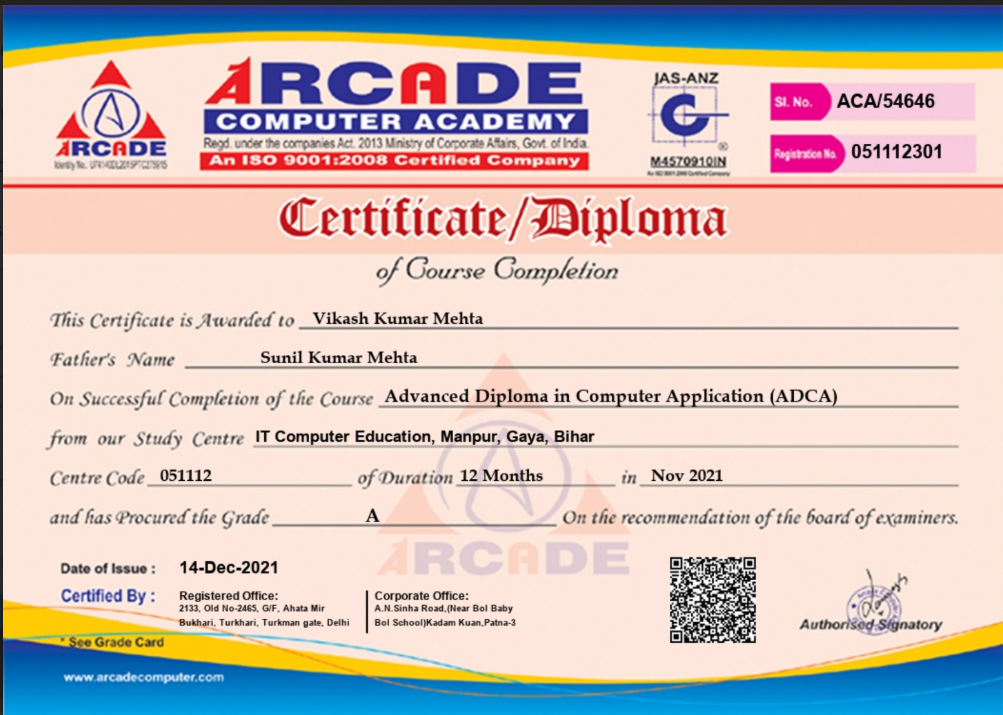 ARCADE
COMPUTER ACADEMY
Regd. under the companies Act. 2013 Ministry of Corporate Affairs, Govt. of India.
An ISO 9001:2008 Certified Company
ARCADE
Identity No.
JAS-ANZ
C
®
M4570910IN
An ISO 9001:2008 Certified Company
Sl. No. ACA/54646
Registration No. 051112301
Certificate/Diploma
of Course Completion
This Certificate is Awarded to Vikash Kumar Mehta
Father's Name Sunil Kumar Mehta
On Successful Completion of the Course Advanced Diploma in Computer Application (ADCA)
from our Study Centre IT Computer Education, Manpur, Gaya, Bihar
Centre Code 051112 of Duration 12 Months in Nov 2021
and has Procured the Grade A On the recommendation of the board of examiners.
ARCADE
Date of Issue : 14-Dec-2021
Certified By :
Registered Office:
2133, Old No-2465, G/F, Ahata Mir
Bukhari, Turkhari, Turkman gate, Delhi
Corporate Office:
A.N.Sinha Road,(Near Bol Baby
Bol School)Kadam Kuan,Patna-3
Authorised Signatory
* See Grade Card
www.arcadecomputer.com